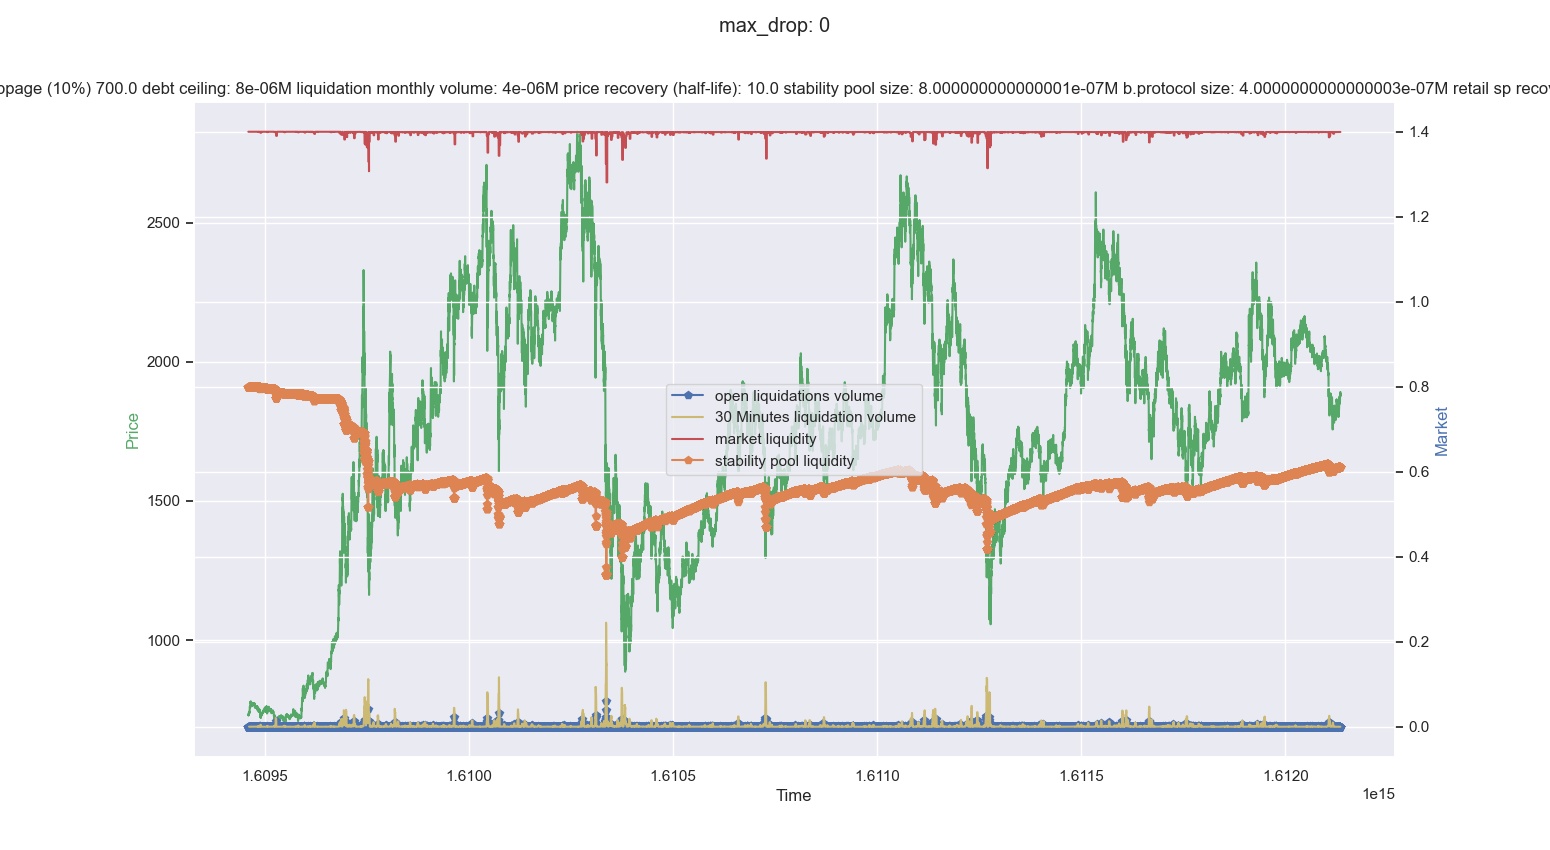 max_drop: 0
(10%) 700.0 debt ceiling: 8e-06M liquidation monthly volume: 4e-06M price recovery (half-life): 10.0 stability pool size: 8.000000000000001e-07M b.protocol size: 4.0000000000000003e-07M retail sp
1.4
2500
1.2
1.0
2000
0.8
open liquidations volume
30 Minutes liquidation volume
market liquidity
stability pool liquidity
Price
Market
0.6
1500
0.4
1000
0.2
0.0
1.6095 1.6100 1.6105 1.6110 1.6115 1.6120
Time
1e15